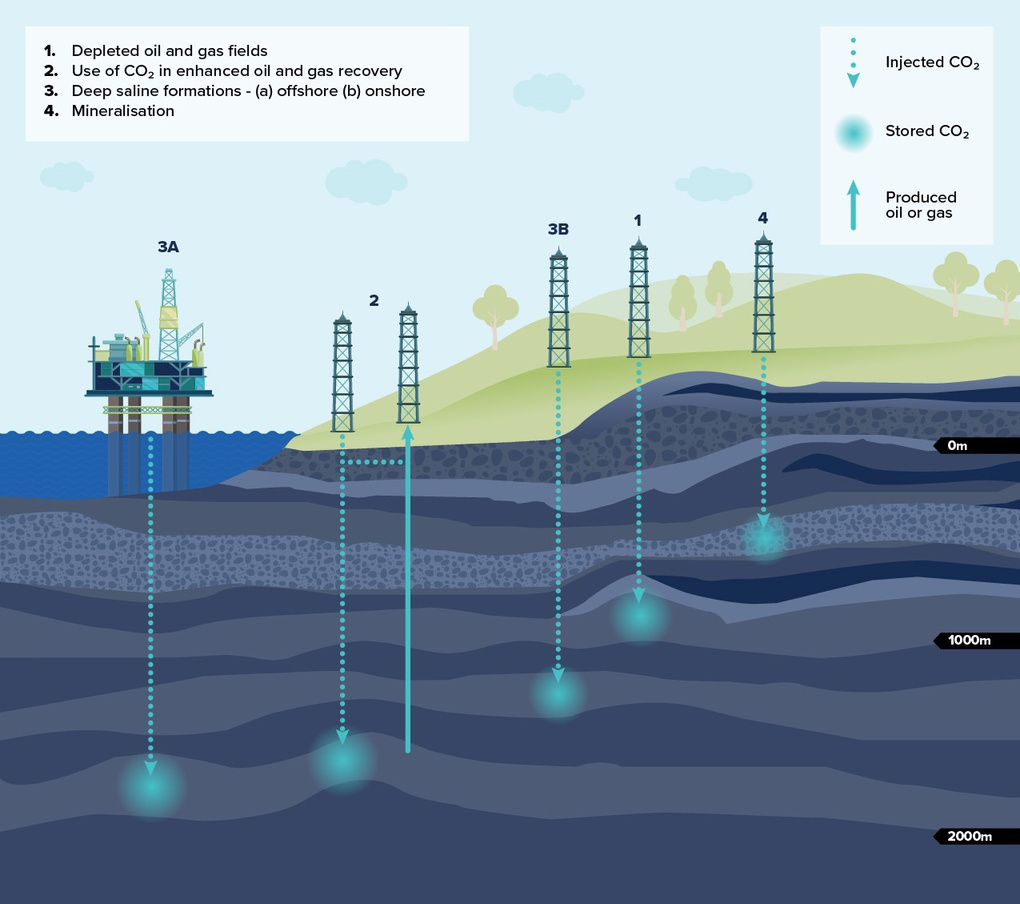 1. Depleted oil and gas fields
2. Use of CO₂ in enhanced oil and gas recovery
3. Deep saline formations - (a) offshore (b) onshore
4. Mineralisation
Injected CO₂
Stored CO₂
Produced
oil or gas
3A
2
3B
1
4
0m
1000m
2000m